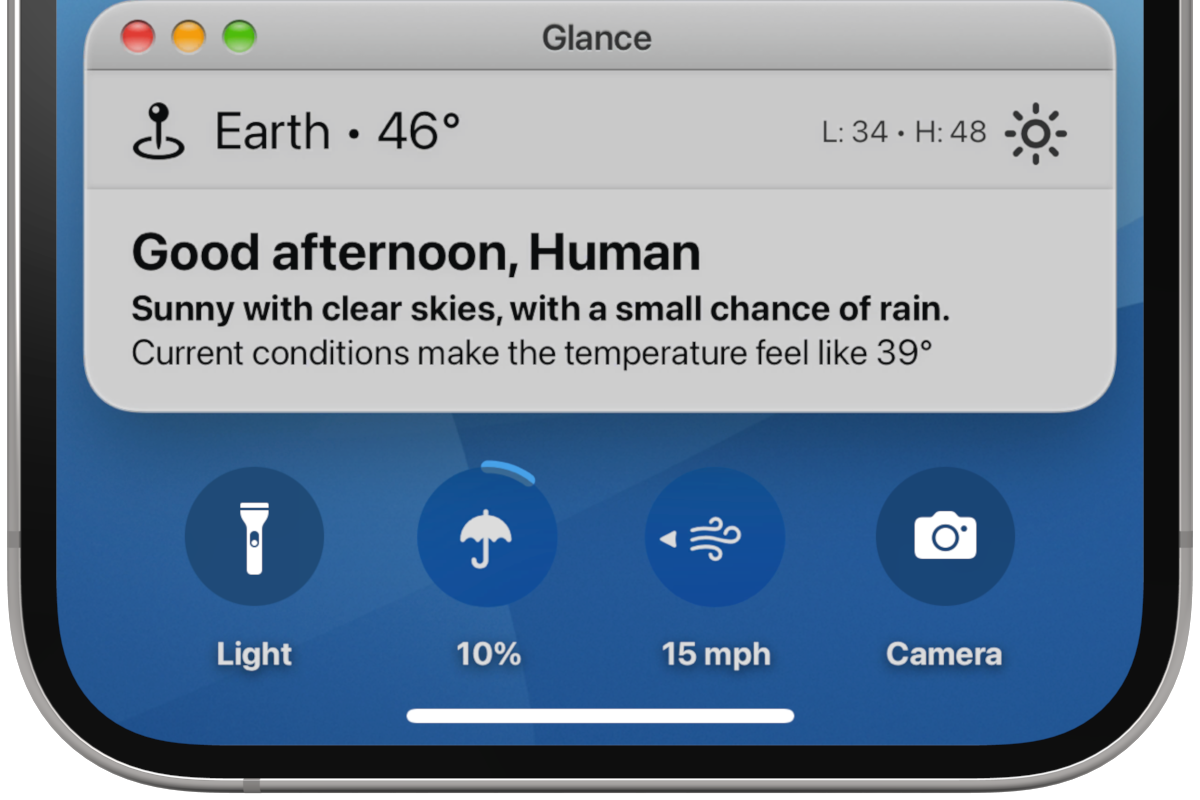 Glance
Earth • 46°
L: 34 • H: 48
Good afternoon, Human
Sunny with clear skies, with a small chance of rain.
Current conditions make the temperature feel like 39°
Light
10%
15 mph
Camera